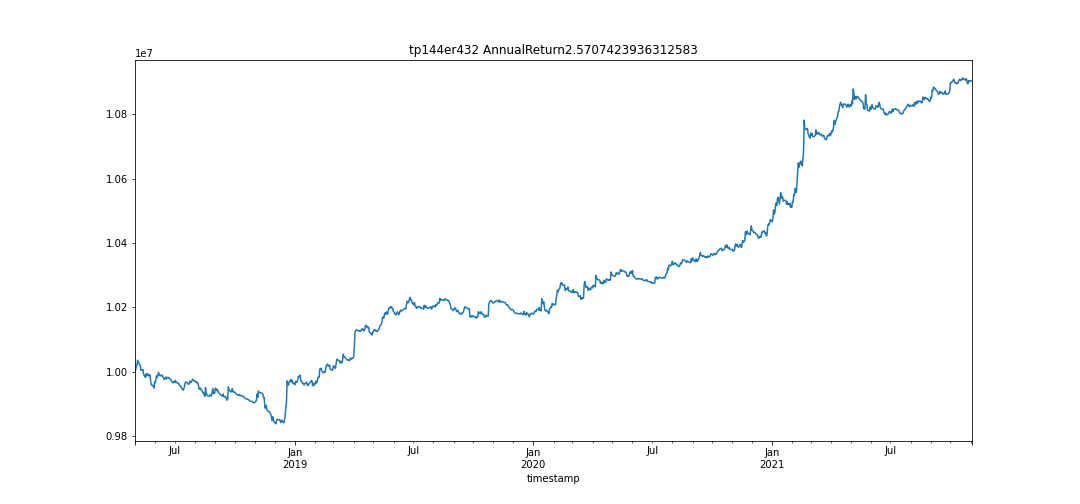 tp144er432 AnnualReturn2.5707423936312583
1e7
1.08
1.06
1.04
1.02
1.00
0.98
Jul Jan Jul Jan Jul Jan Jul
2019 2020 2021
timestamp